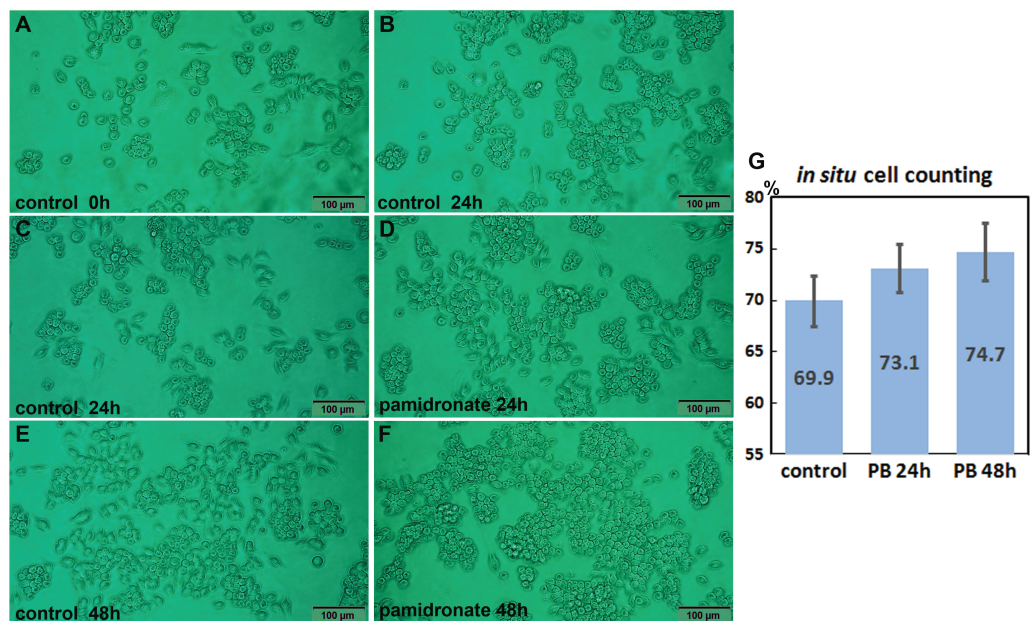 A
control 0h
100 µm
B
control 24h
100 µm
C
control 24h
100 µm
D
pamidronate 24h
100 µm
E
control 48h
100 µm
F
pamidronate 48h
100 µm
G
in situ cell counting
%
80
75
70
65
60
55
69.9
73.1
74.7
control PB 24h PB 48h